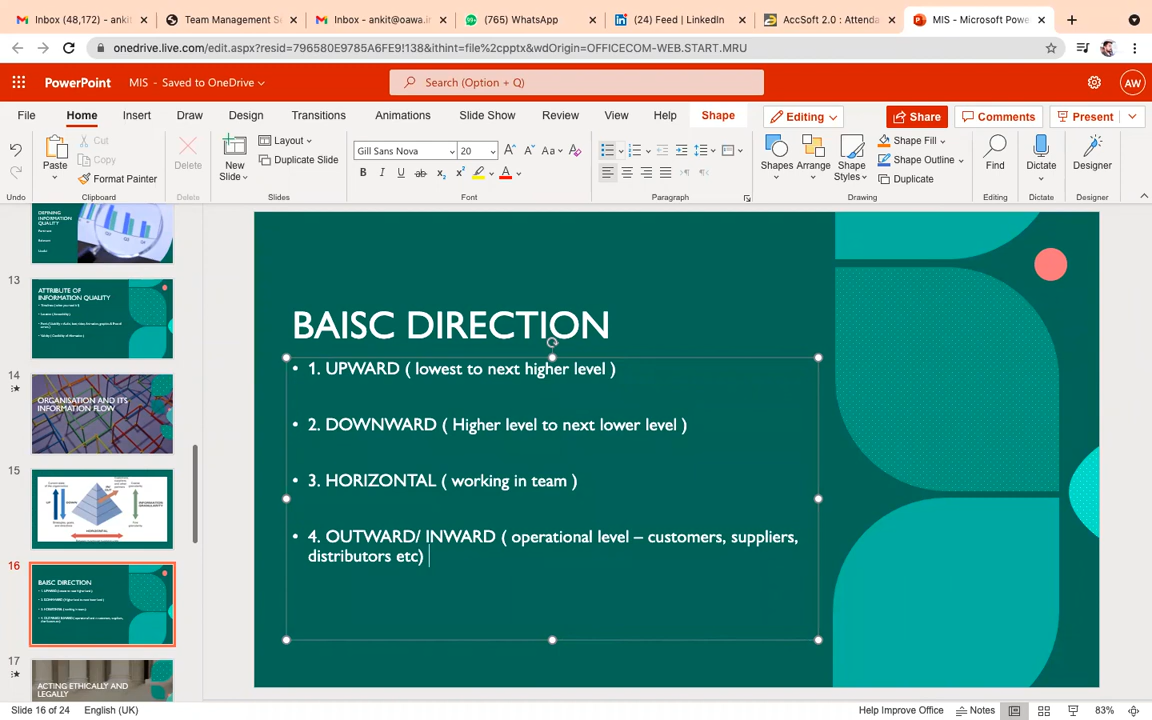 Inbox (48,172) - anki
Team Management S
Inbox - ankit@oawa.in
(765) WhatsApp
(24) Feed | LinkedIn
AccSoft 2.0 : Attenda
MIS - Microsoft Powe
onedrive.live.com/edit.aspx?resid=796580E9785A6FE9!138&ithint=file%2cpptx&wdOrigin=OFFICECOM-WEB.START.MRU
PowerPoint
MIS - Saved to OneDrive
Search (Option + Q)
AW
File Home Insert Draw Design Transitions Animations Slide Show Review View Help Shape
Editing Share Comments Present
Paste Cut Copy Format Painter
Delete
New Slide Layout Duplicate Slide
Gill Sans Nova 20
Shapes Arrange Shape Styles
Shape Fill
Shape Outline
Duplicate
Find
Dictate
Designer
Undo Clipboard Delete Slides Font Paragraph Drawing Editing Dictate Designer
DEFINING
INFORMATION
QUALITY
13
ATTRIBUTE OF
INFORMATION QUALITY
14
ORGANISATION AND ITS
INFORMATION FLOW
15
HORIZONTAL
16
BAISC DIRECTION
17
ACTING ETHICALLY AND
LEGALLY
BAISC DIRECTION
• 1. UPWARD ( lowest to next higher level )
• 2. DOWNWARD ( Higher level to next lower level )
• 3. HORIZONTAL ( working in team )
• 4. OUTWARD/ INWARD ( operational level – customers, suppliers,
distributors etc)
Slide 16 of 24
English (UK)
Help Improve Office
Notes
83%